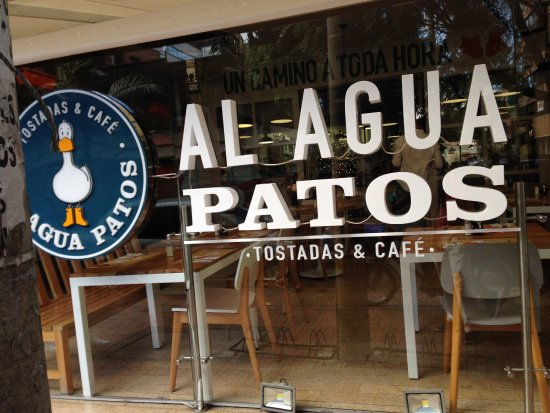 UN CAMINO A TODA HORA
AL AGUA
PATOS
·TOSTADAS & CAFÉ·
TOSTADAS & CAFÉ·
AGUA PATOS·